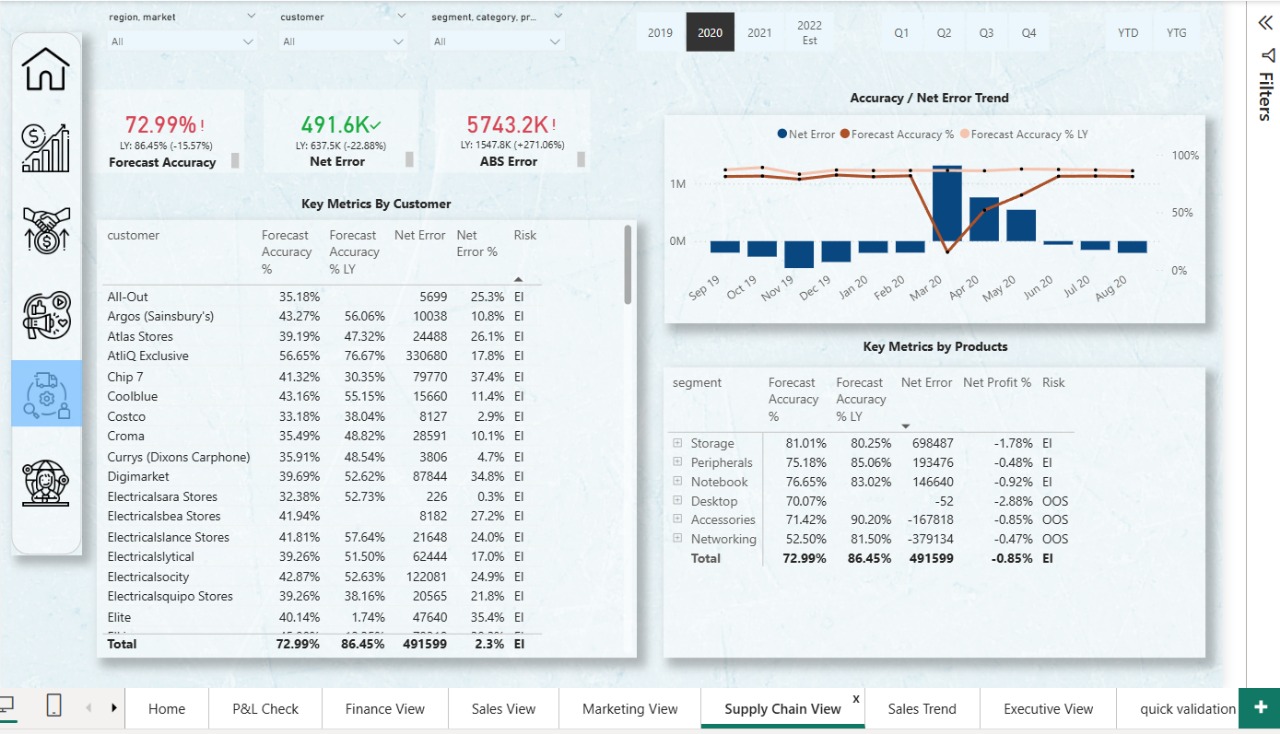 region, market
customer
segment, category, pr...
All
All
All
2019
2020
2021
2022
Est
Q1
Q2
Q3
Q4
YTD
YTG
Filters
72.99%!
LY: 86.45% (-15.57%)
Forecast Accuracy
491.6K
LY: 637.5K (-22.88%)
Net Error
5743.2K!
LY: 1547.8K (+271.06%)
ABS Error
Accuracy / Net Error Trend
Net Error Forecast Accuracy % Forecast Accuracy % LY
1M
0M
100%
50%
0%
Sep 19
Oct 19
Nov 19
Dec 19
Jan 20
Feb 20
Mar 20
Apr 20
May 20
Jun 20
Jul 20
Aug 20
Key Metrics By Customer
customer Forecast Accuracy % Forecast Accuracy % LY Net Error Net Error % Risk
All-Out 35.18% 5699 25.3% EI
Argos (Sainsbury's) 43.27% 56.06% 10038 10.8% EI
Atlas Stores 39.19% 47.32% 24488 26.1% EI
AtliQ Exclusive 56.65% 76.67% 330680 17.8% EI
Chip 7 41.32% 30.35% 79770 37.4% EI
Coolblue 43.16% 55.15% 15660 11.4% EI
Costco 33.18% 38.04% 8127 2.9% EI
Croma 35.49% 48.82% 28591 10.1% EI
Currys (Dixons Carphone) 35.91% 48.54% 3806 4.7% EI
Digimarket 39.69% 52.62% 87844 34.8% EI
Electricalsara Stores 32.38% 52.73% 226 0.3% EI
Electricalsbea Stores 41.94% 8182 27.2% EI
Electricalslance Stores 41.81% 57.64% 21648 24.0% EI
Electricalslytical 39.26% 51.50% 62444 17.0% EI
Electricalsocity 42.87% 52.63% 122081 24.9% EI
Electricalsquipo Stores 39.26% 38.16% 20565 21.8% EI
Elite 40.14% 1.74% 47640 35.4% EI
Total 72.99% 86.45% 491599 2.3% EI
Key Metrics by Products
segment Forecast Accuracy % Forecast Accuracy % LY Net Error Net Profit % Risk
Storage 81.01% 80.25% 698487 -1.78% EI
Peripherals 75.18% 85.06% 193476 -0.48% EI
Notebook 76.65% 83.02% 146640 -0.92% EI
Desktop 70.07% -52 -2.88% OOS
Accessories 71.42% 90.20% -167818 -0.85% OOS
Networking 52.50% 81.50% -379134 -0.47% OOS
Total 72.99% 86.45% 491599 -0.85% EI
Home
P&L Check
Finance View
Sales View
Marketing View
Supply Chain View
X
Sales Trend
Executive View
quick validation